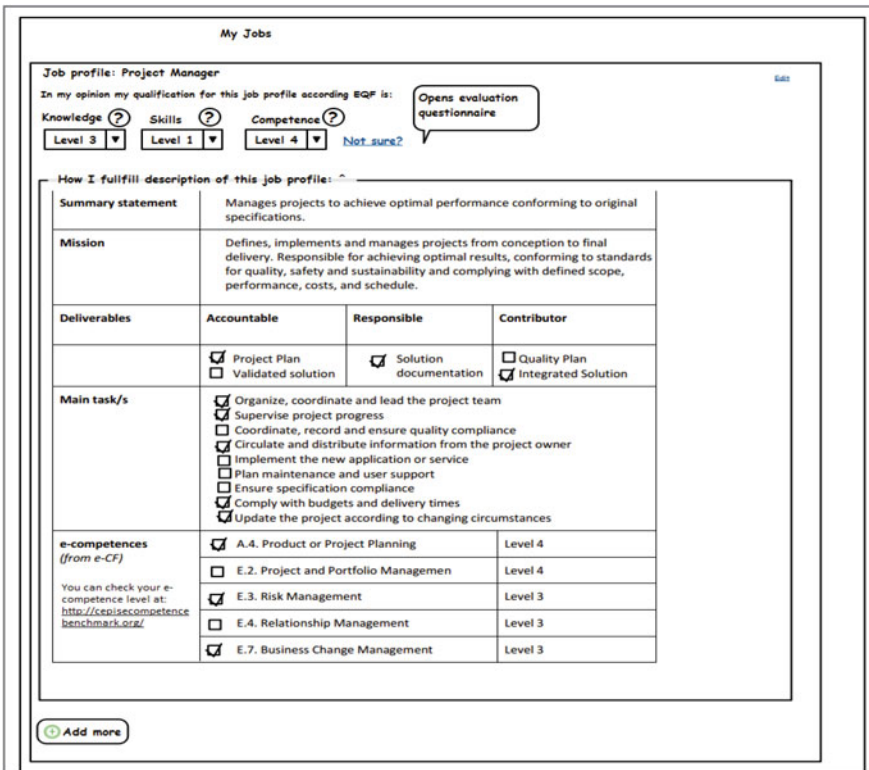 My Jobs
Job profile: Project Manager
Edit
In my opinion my qualification for this job profile according EQF is:
Opens evaluation
questionnaire
Knowledge ? Skills ? Competence ?
Level 3 ▼ Level 1 ▼ Level 4 ▼ Not sure?
How I fullfill description of this job profile: ^
Summary statement
Manages projects to achieve optimal performance conforming to original
specifications.
Mission
Defines, implements and manages projects from conception to final
delivery. Responsible for achieving optimal results, conforming to standards
for quality, safety and sustainability and complying with defined scope,
performance, costs, and schedule.
Deliverables Accountable Responsible Contributor
Project Plan
Validated solution
Solution
documentation
Quality Plan
Integrated Solution
Main task/s
Organize, coordinate and lead the project team
Supervise project progress
Coordinate, record and ensure quality compliance
Circulate and distribute information from the project owner
Implement the new application or service
Plan maintenance and user support
Ensure specification compliance
Comply with budgets and delivery times
Update the project according to changing circumstances
e-competences
(from e-CF)
You can check your e-
competence level at:
http://cepisecompetence
benchmark.org/
A.4. Product or Project Planning Level 4
E.2. Project and Portfolio Managemen Level 4
E.3. Risk Management Level 3
E.4. Relationship Management Level 3
E.7. Business Change Management Level 3
Add more